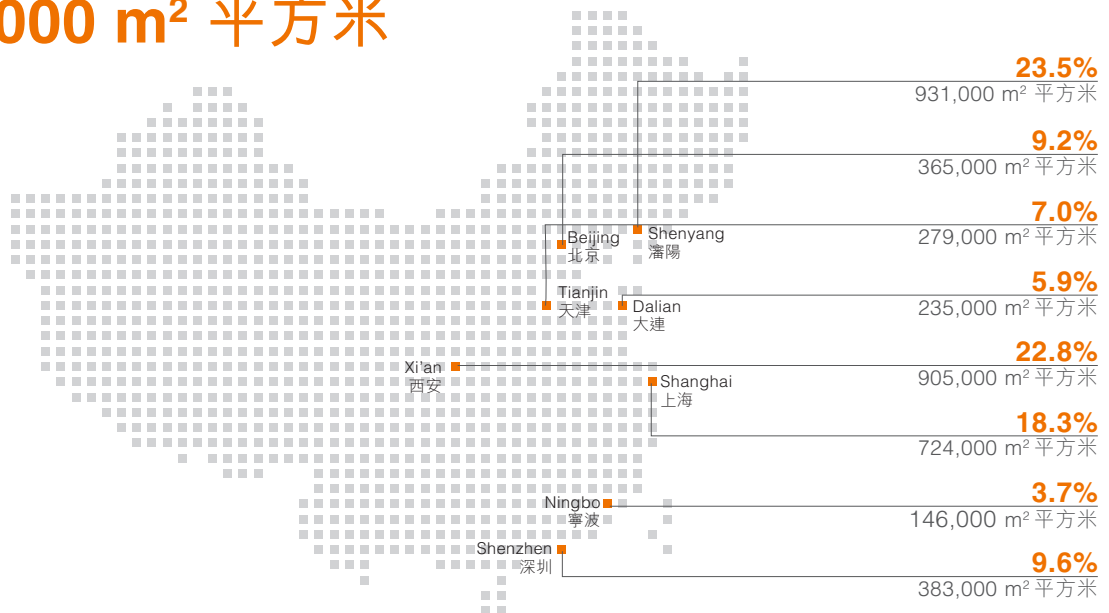 000 m² 平方米
23.5%
931,000 m² 平方米
9.2%
365,000 m² 平方米
7.0%
279,000 m² 平方米
5.9%
235,000 m² 平方米
22.8%
905,000 m² 平方米
18.3%
724,000 m² 平方米
3.7%
146,000 m² 平方米
9.6%
383,000 m² 平方米
Beijing
北京
Shenyang
瀋陽
Tianjin
天津
Dalian
大連
Xi'an
西安
Shanghai
上海
Ningbo
寧波
Shenzhen
深圳